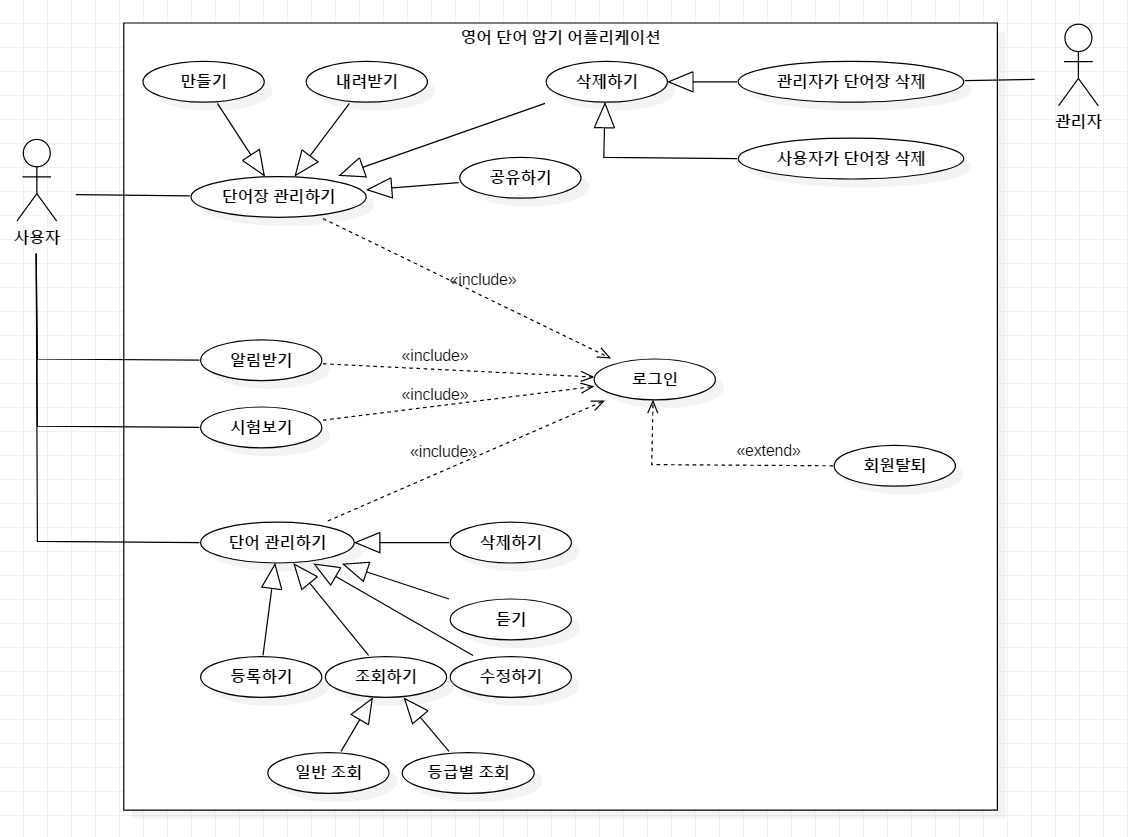 영어 단어 암기 어플리케이션
만들기
내려받기
삭제하기
관리자가 단어장 삭제
관리자
사용자가 단어장 삭제
공유하기
단어장 관리하기
사용자
«include»
알림받기
«include»
로그인
«include»
시험보기
«include»
«extend»
회원탈퇴
단어 관리하기
삭제하기
듣기
등록하기
조회하기
수정하기
일반 조회
등급별 조회